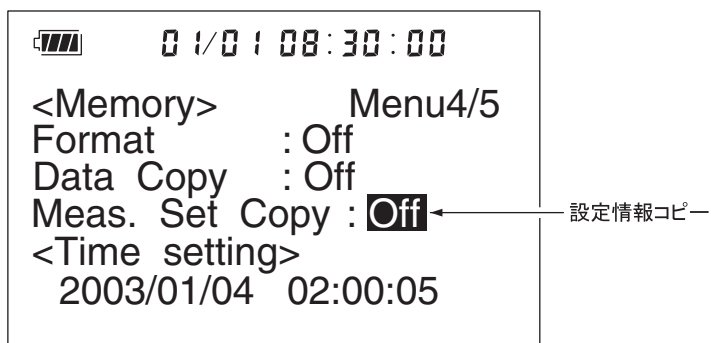 01/01 08:30:00
<Memory> Menu4/5
Format : Off
Data Copy : Off
Meas. Set Copy : Off
設定情報コピー
<Time setting>
2003/01/04 02:00:05